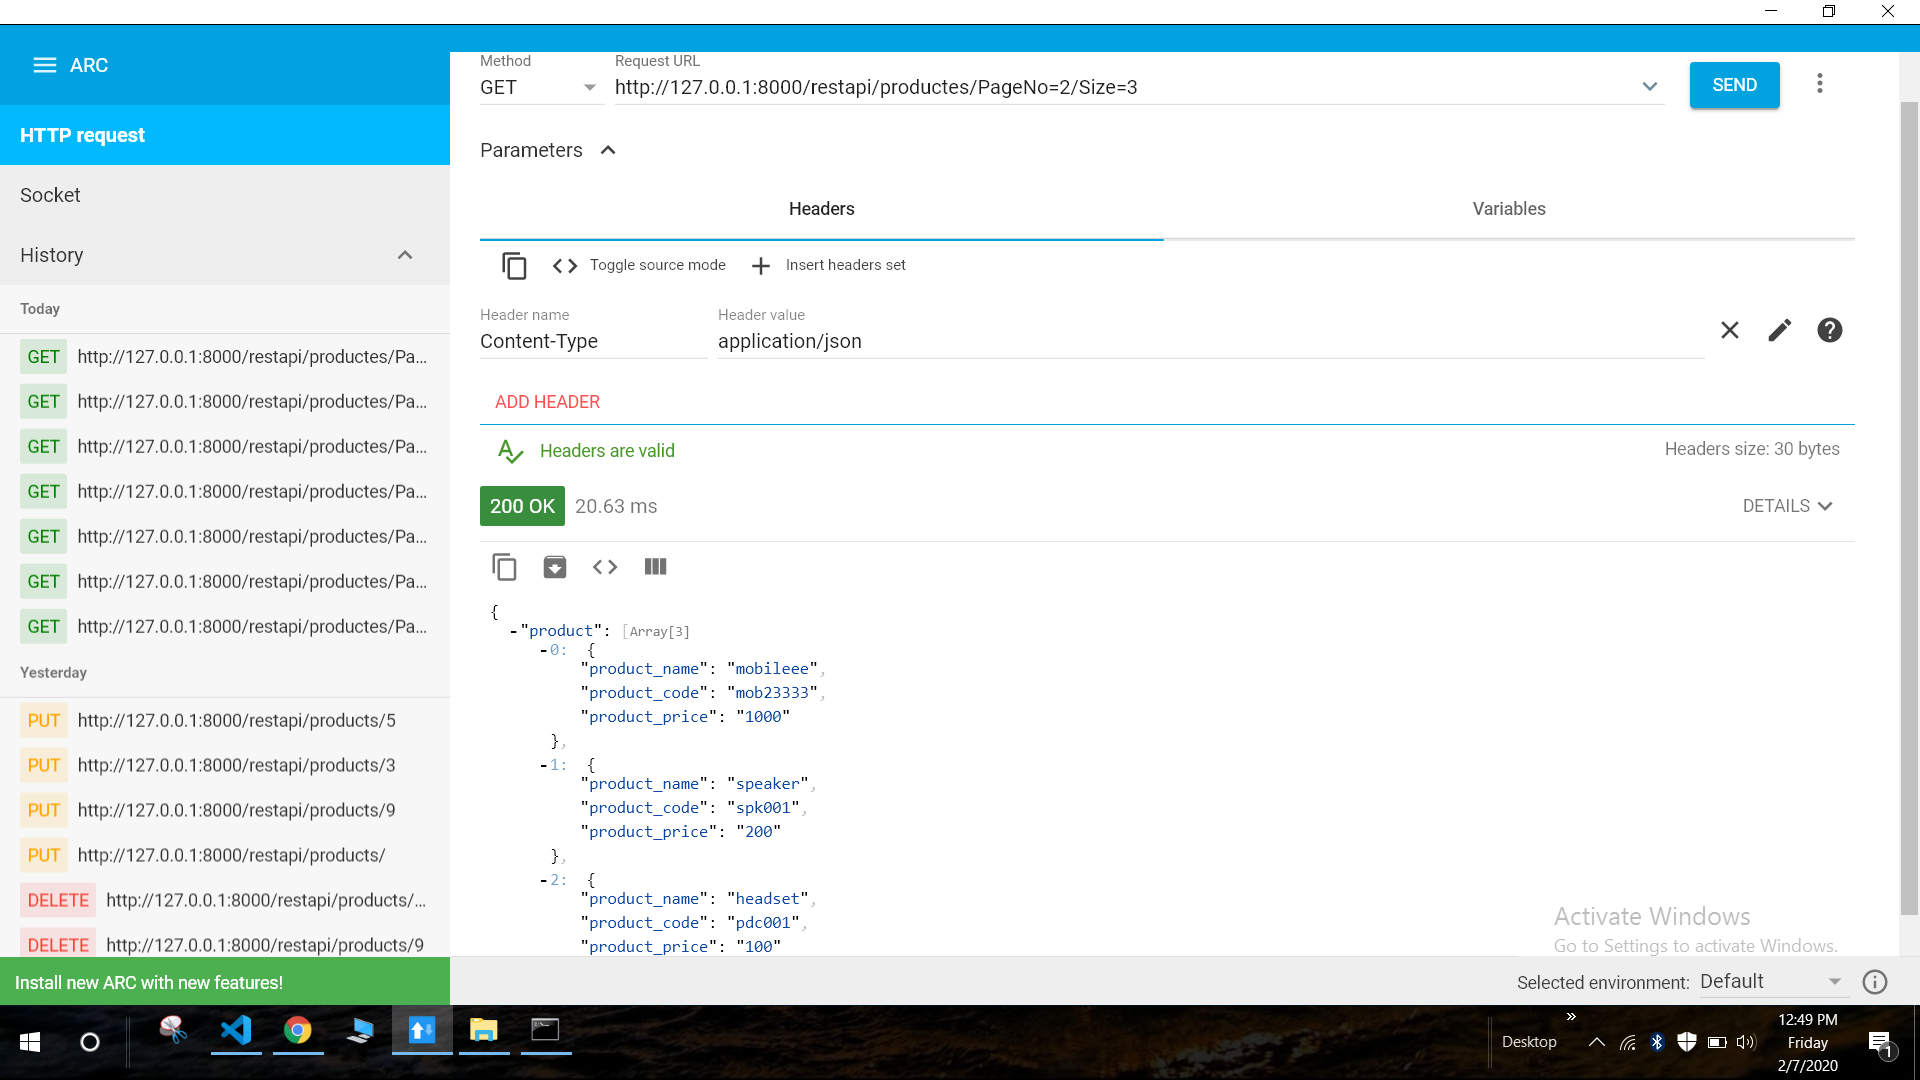 ARC
HTTP request
Socket
History
Today
GET http://127.0.0.1:8000/restapi/productes/Pa...
GET http://127.0.0.1:8000/restapi/productes/Pa...
GET http://127.0.0.1:8000/restapi/productes/Pa...
GET http://127.0.0.1:8000/restapi/productes/Pa...
GET http://127.0.0.1:8000/restapi/productes/Pa...
GET http://127.0.0.1:8000/restapi/productes/Pa...
GET http://127.0.0.1:8000/restapi/productes/Pa...
Yesterday
PUT http://127.0.0.1:8000/restapi/products/5
PUT http://127.0.0.1:8000/restapi/products/3
PUT http://127.0.0.1:8000/restapi/products/9
PUT http://127.0.0.1:8000/restapi/products/
DELETE http://127.0.0.1:8000/restapi/products/...
DELETE http://127.0.0.1:8000/restapi/products/9
Install new ARC with new features!
Method Request URL
GET http://127.0.0.1:8000/restapi/productes/PageNo=2/Size=3 SEND
Parameters
Headers Variables
Toggle source mode Insert headers set
Header name Header value
Content-Type application/json
ADD HEADER
Headers are valid Headers size: 30 bytes
200 OK 20.63 ms DETAILS
{
-"product": [Array[3]
-0: {
"product_name": "mobileee",
"product_code": "mob23333",
"product_price": "1000"
},
-1: {
"product_name": "speaker",
"product_code": "spk001",
"product_price": "200"
},
-2: {
"product_name": "headset",
"product_code": "pdc001",
"product_price": "100"
Activate Windows
Go to Settings to activate Windows.
Selected environment: Default
Desktop
12:49 PM
Friday
2/7/2020
1